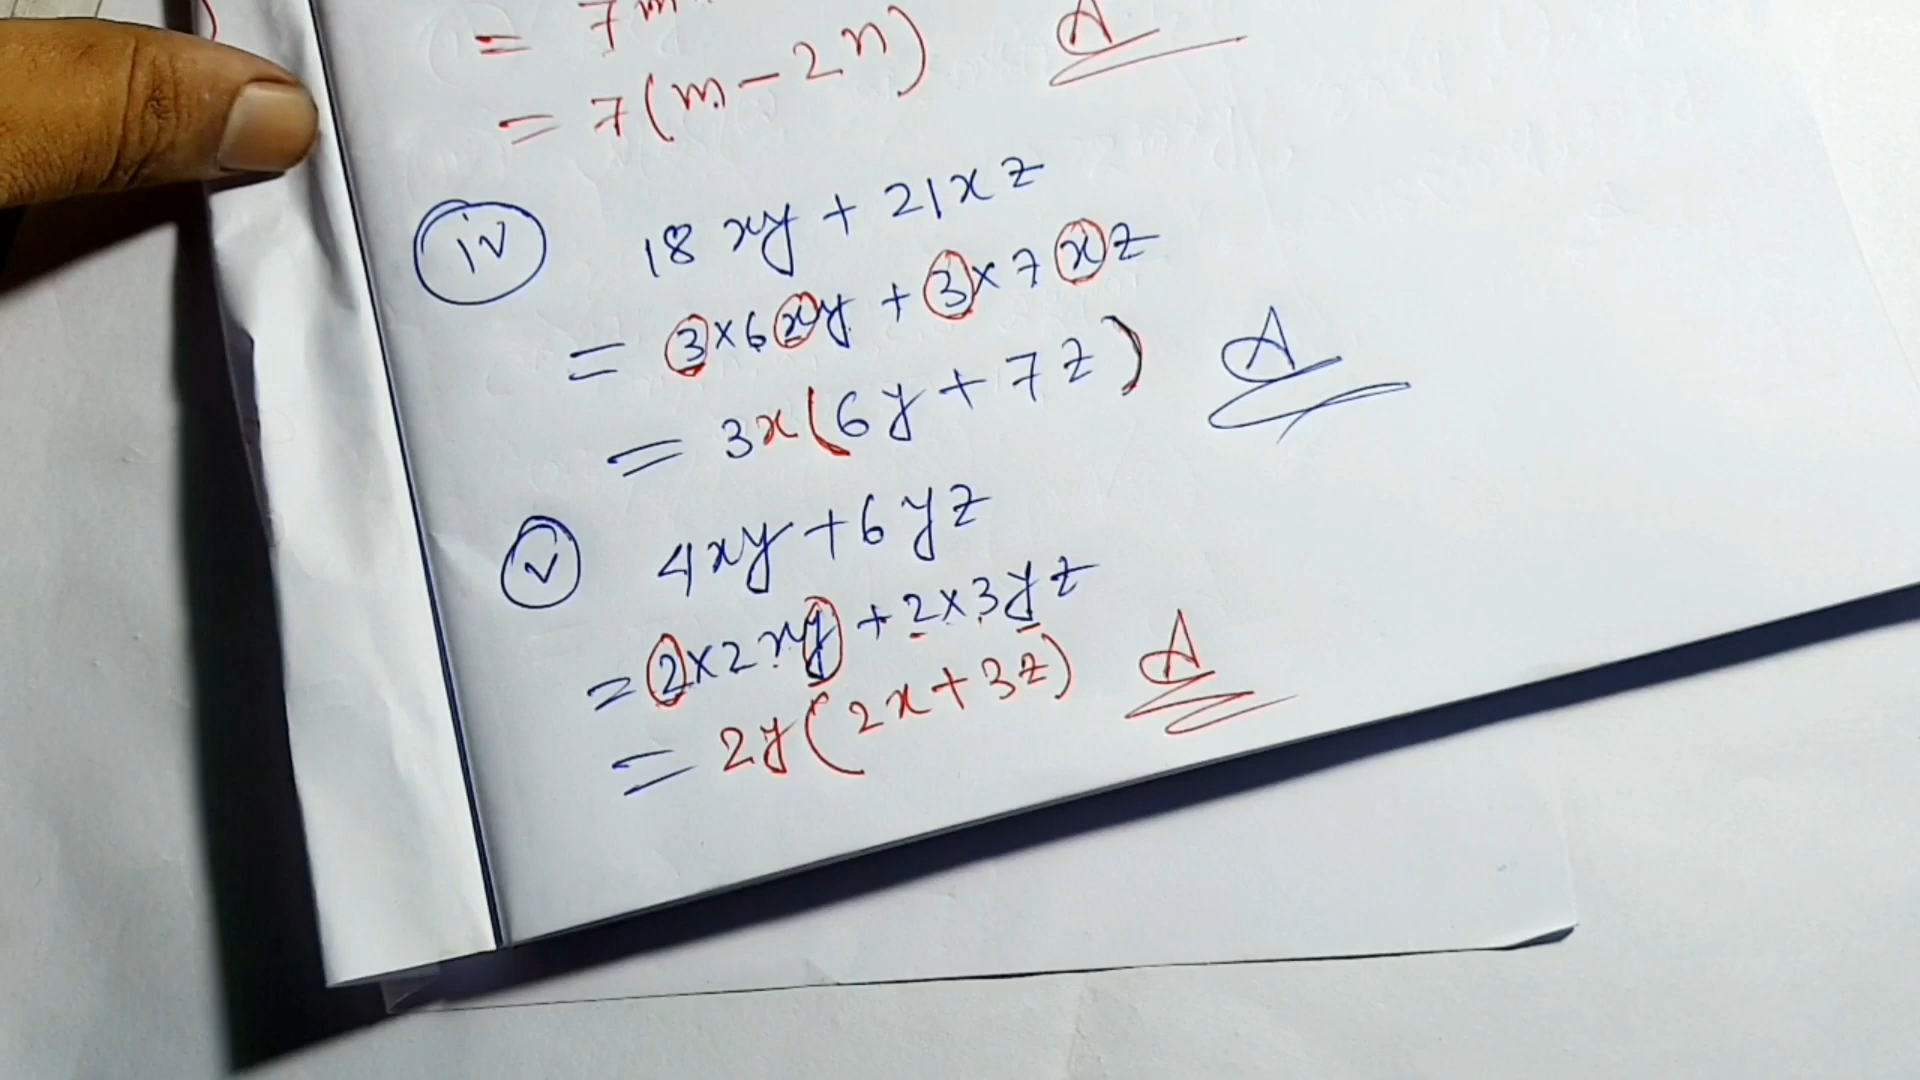 = 7m
= 7(m-2n) A
iv 18xy + 21xz
= 3×6xy + 3×7xz
= 3x(6y+7z) A
v 4xy+6yz
= 2×2xy+2×3yz
= 2y(2x+3z) A